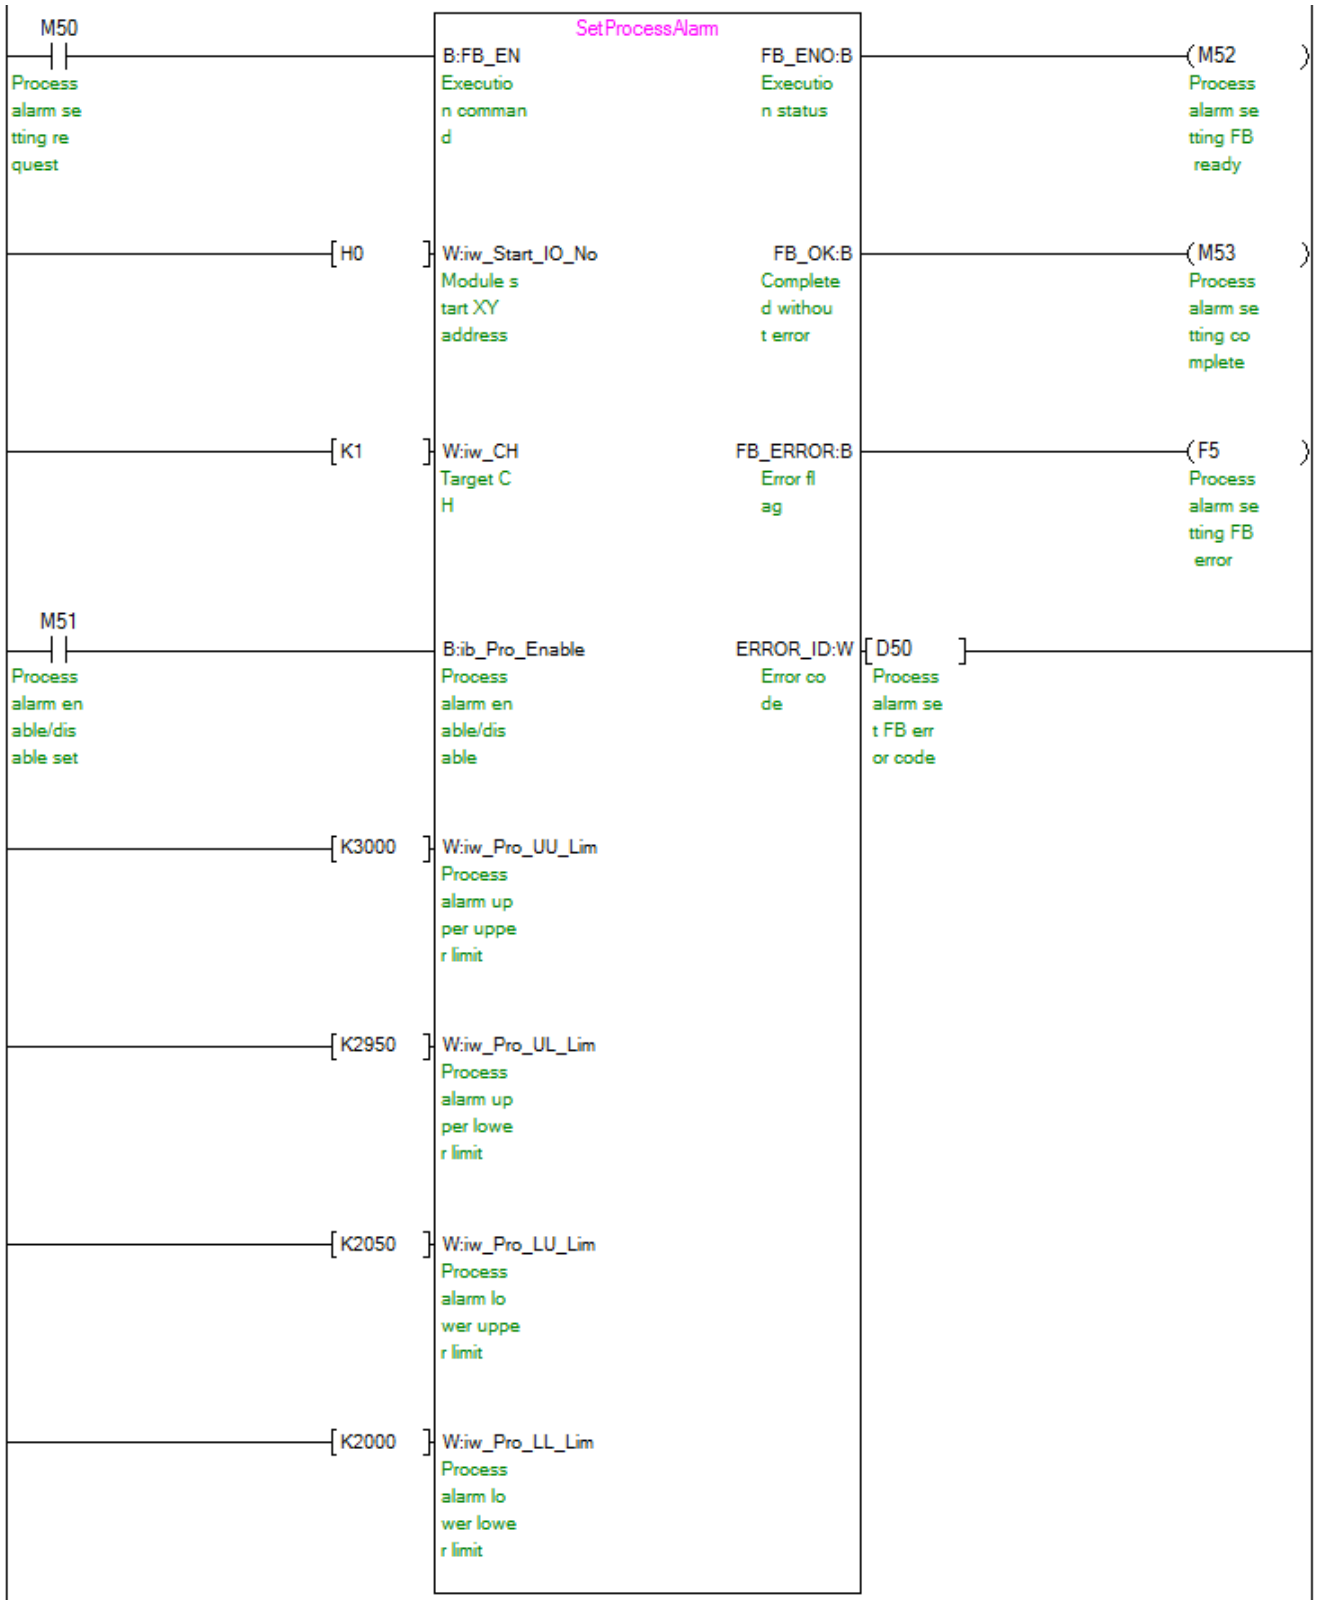 SetProcessAlarm
M50
B:FB_EN
FB_ENO:B
M52
Process
alarm se
tting re
quest
Executio
n comman
d
Executio
n status
Process
alarm se
tting FB
ready
H0
W:iw_Start_IO_No
FB_OK:B
M53
Module s
tart XY
address
Complete
d withou
t error
Process
alarm se
tting co
mplete
K1
W:iw_CH
FB_ERROR:B
F5
Target C
H
Error fl
ag
Process
alarm se
tting FB
error
M51
B:ib_Pro_Enable
ERROR_ID:W
D50
Process
alarm en
able/dis
able set
Process
alarm en
able/dis
able
Error co
de
Process
alarm se
t FB err
or code
K3000
W:iw_Pro_UU_Lim
Process
alarm up
per uppe
r limit
K2950
W:iw_Pro_UL_Lim
Process
alarm up
per lowe
r limit
K2050
W:iw_Pro_LU_Lim
Process
alarm lo
wer uppe
r limit
K2000
W:iw_Pro_LL_Lim
Process
alarm lo
wer lowe
r limit